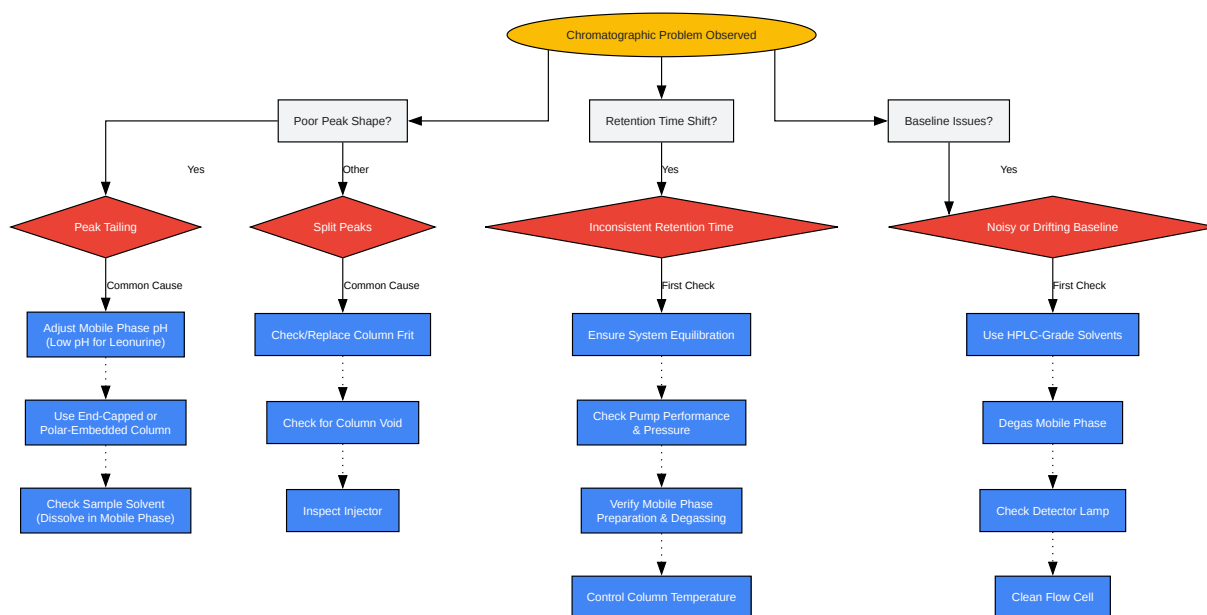 Chromatographic Problem Observed
Poor Peak Shape?
Retention Time Shift?
Baseline Issues?
Yes
Other
Yes
Yes
Peak Tailing
Split Peaks
Inconsistent Retention Time
Noisy or Drifting Baseline
Common Cause
Common Cause
First Check
First Check
Adjust Mobile Phase pH
(Low pH for Leonurine)
Check/Replace Column Frit
Ensure System Equilibration
Use HPLC-Grade Solvents
Use End-Capped or
Polar-Embedded Column
Check for Column Void
Check Pump Performance
& Pressure
Degas Mobile Phase
Check Sample Solvent
(Dissolve in Mobile Phase)
Inspect Injector
Verify Mobile Phase
Preparation & Degassing
Check Detector Lamp
Control Column Temperature
Clean Flow Cell